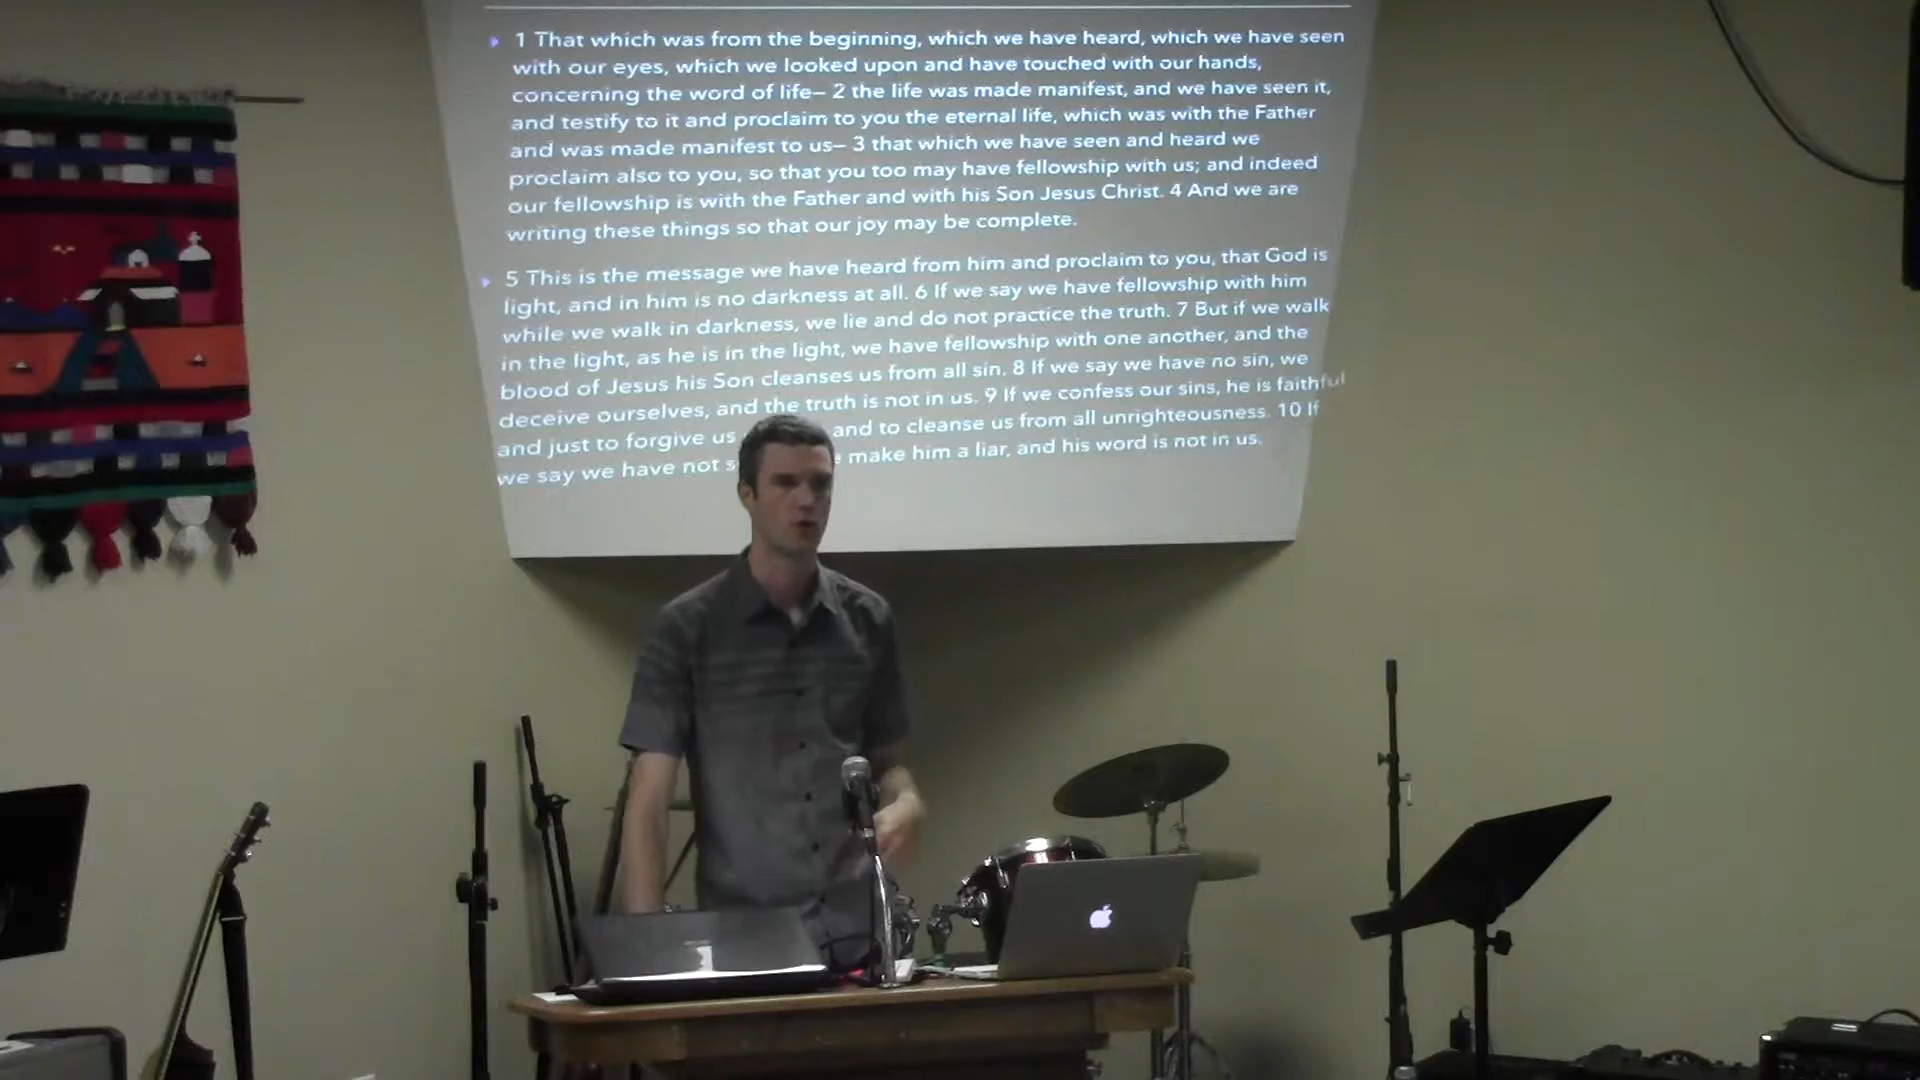 1 That which was from the beginning, which we have heard, which we have seen
with our eyes, which we looked upon and have touched with our hands,
concerning the word of life– 2 the life was made manifest, and we have seen it,
and testify to it and proclaim to you the eternal life, which was with the Father
and was made manifest to us– 3 that which we have seen and heard we
proclaim also to you, so that you too may have fellowship with us; and indeed
our fellowship is with the Father and with his Son Jesus Christ. 4 And we are
writing these things so that our joy may be complete.
5 This is the message we have heard from him and proclaim to you, that God is
light, and in him is no darkness at all. 6 If we say we have fellowship with him
while we walk in darkness, we lie and do not practice the truth. 7 But if we walk
in the light, as he is in the light, we have fellowship with one another, and the
blood of Jesus his Son cleanses us from all sin. 8 If we say we have no sin, we
deceive ourselves, and the truth is not in us. 9 If we confess our sins, he is faithful
and just to forgive us and to cleanse us from all unrighteousness. 10 If
we say we have not make him a liar, and his word is not in us.